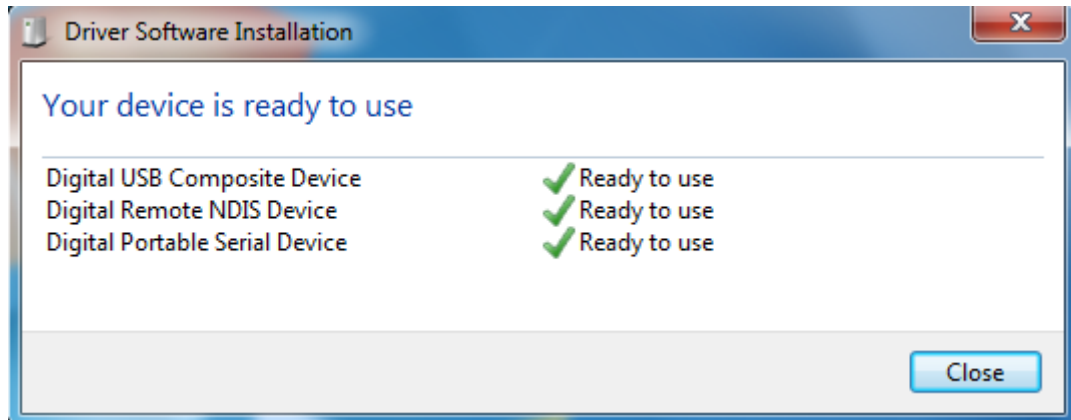 Driver Software Installation
Your device is ready to use
Digital USB Composite Device Ready to use
Digital Remote NDIS Device Ready to use
Digital Portable Serial Device Ready to use
Close